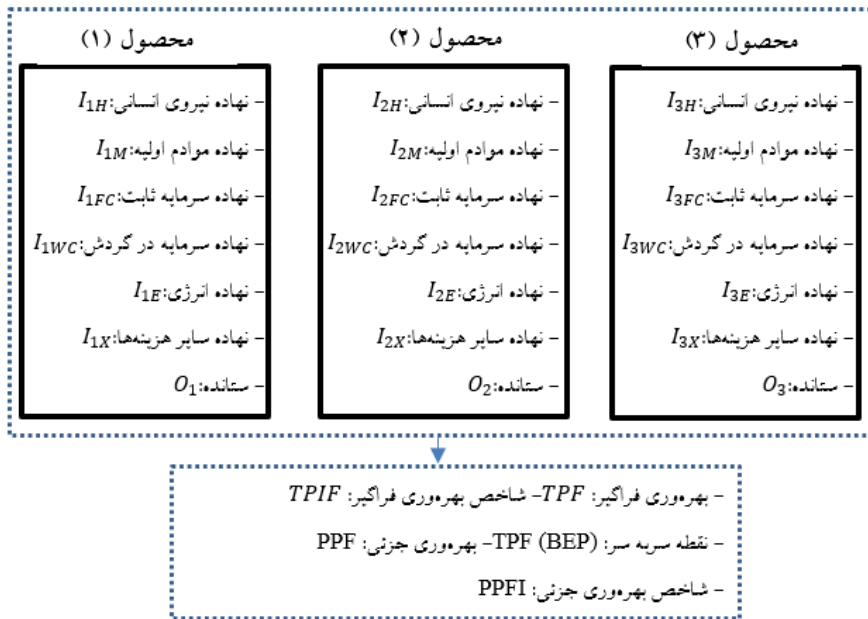 محصول (۱)
- نهاده نیروی انسانی: I₁H
- نهاده موادم اولیه: I₁M
- نهاده سرمایه ثابت: I₁FC
- نهاده سرمایه در گردش: I₁WC
- نهاده انرژی: I₁E
- نهاده سایر هزینه‌ها: I₁X
- ستانده: O₁
محصول (۲)
- نهاده نیروی انسانی: I₂H
- نهاده موادم اولیه: I₂M
- نهاده سرمایه ثابت: I₂FC
- نهاده سرمایه در گردش: I₂WC
- نهاده انرژی: I₂E
- نهاده سایر هزینه‌ها: I₂X
- ستانده: O₂
محصول (۳)
- نهاده نیروی انسانی: I₃H
- نهاده موادم اولیه: I₃M
- نهاده سرمایه ثابت: I₃FC
- نهاده سرمایه در گردش: I₃WC
- نهاده انرژی: I₃E
- نهاده سایر هزینه‌ها: I₃X
- ستانده: O₃
- بهره‌وری فراگیر: TPF- شاخص بهره‌وری فراگیر: TPIF
- نقطه سربه سر: TPF (BEP)- بهره‌وری جزئی: PPF
- شاخص بهره‌وری جزئی: PPFI